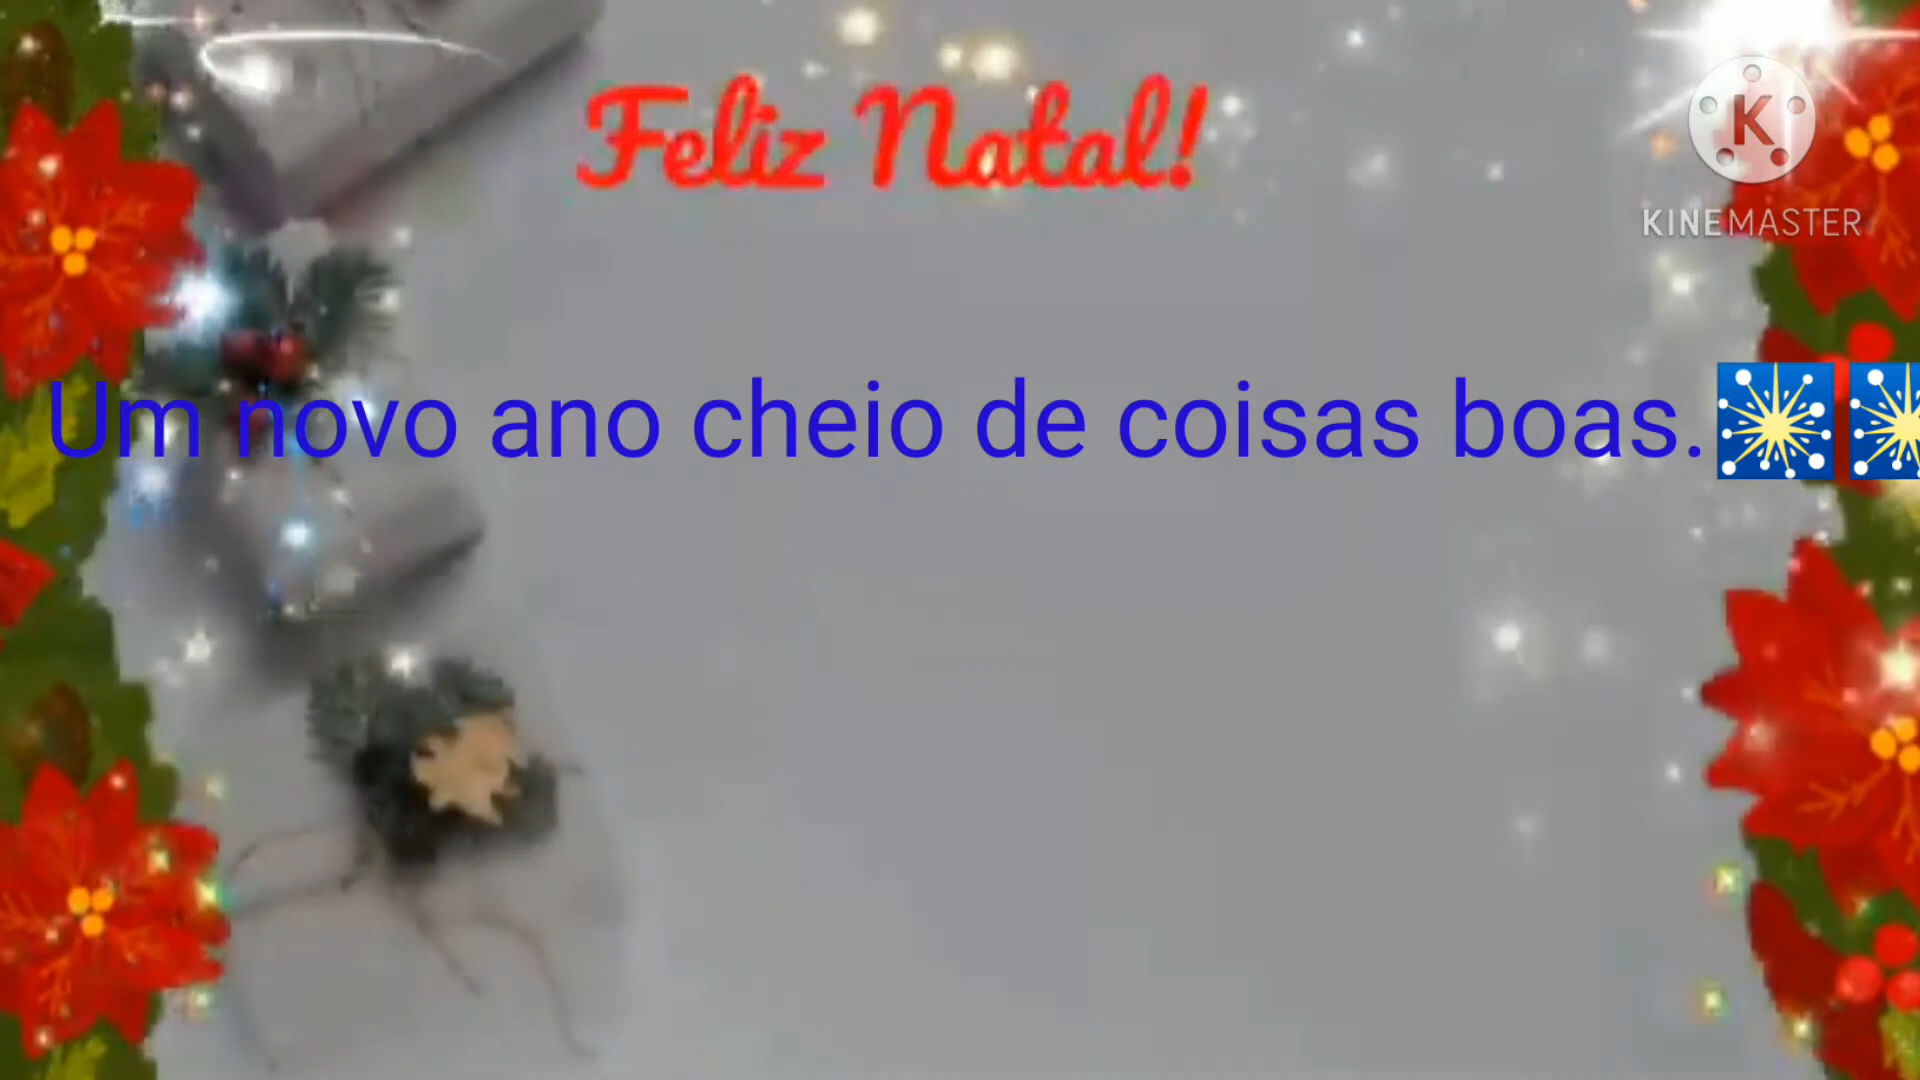 Feliz Natal!
K
KINEMASTER
Um novo ano cheio de coisas boas.🎇🎇